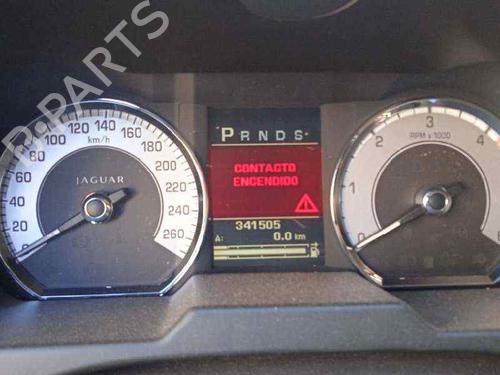 B-PARTS
P R N D S
CONTACTO
ENCENDIDO
341505
A: 0.0 km
0 20 40 60 80 100 120 140 160 180 200 220 240 260
km/h
JAGUAR
0 1 2 3 4
RPM x 1000